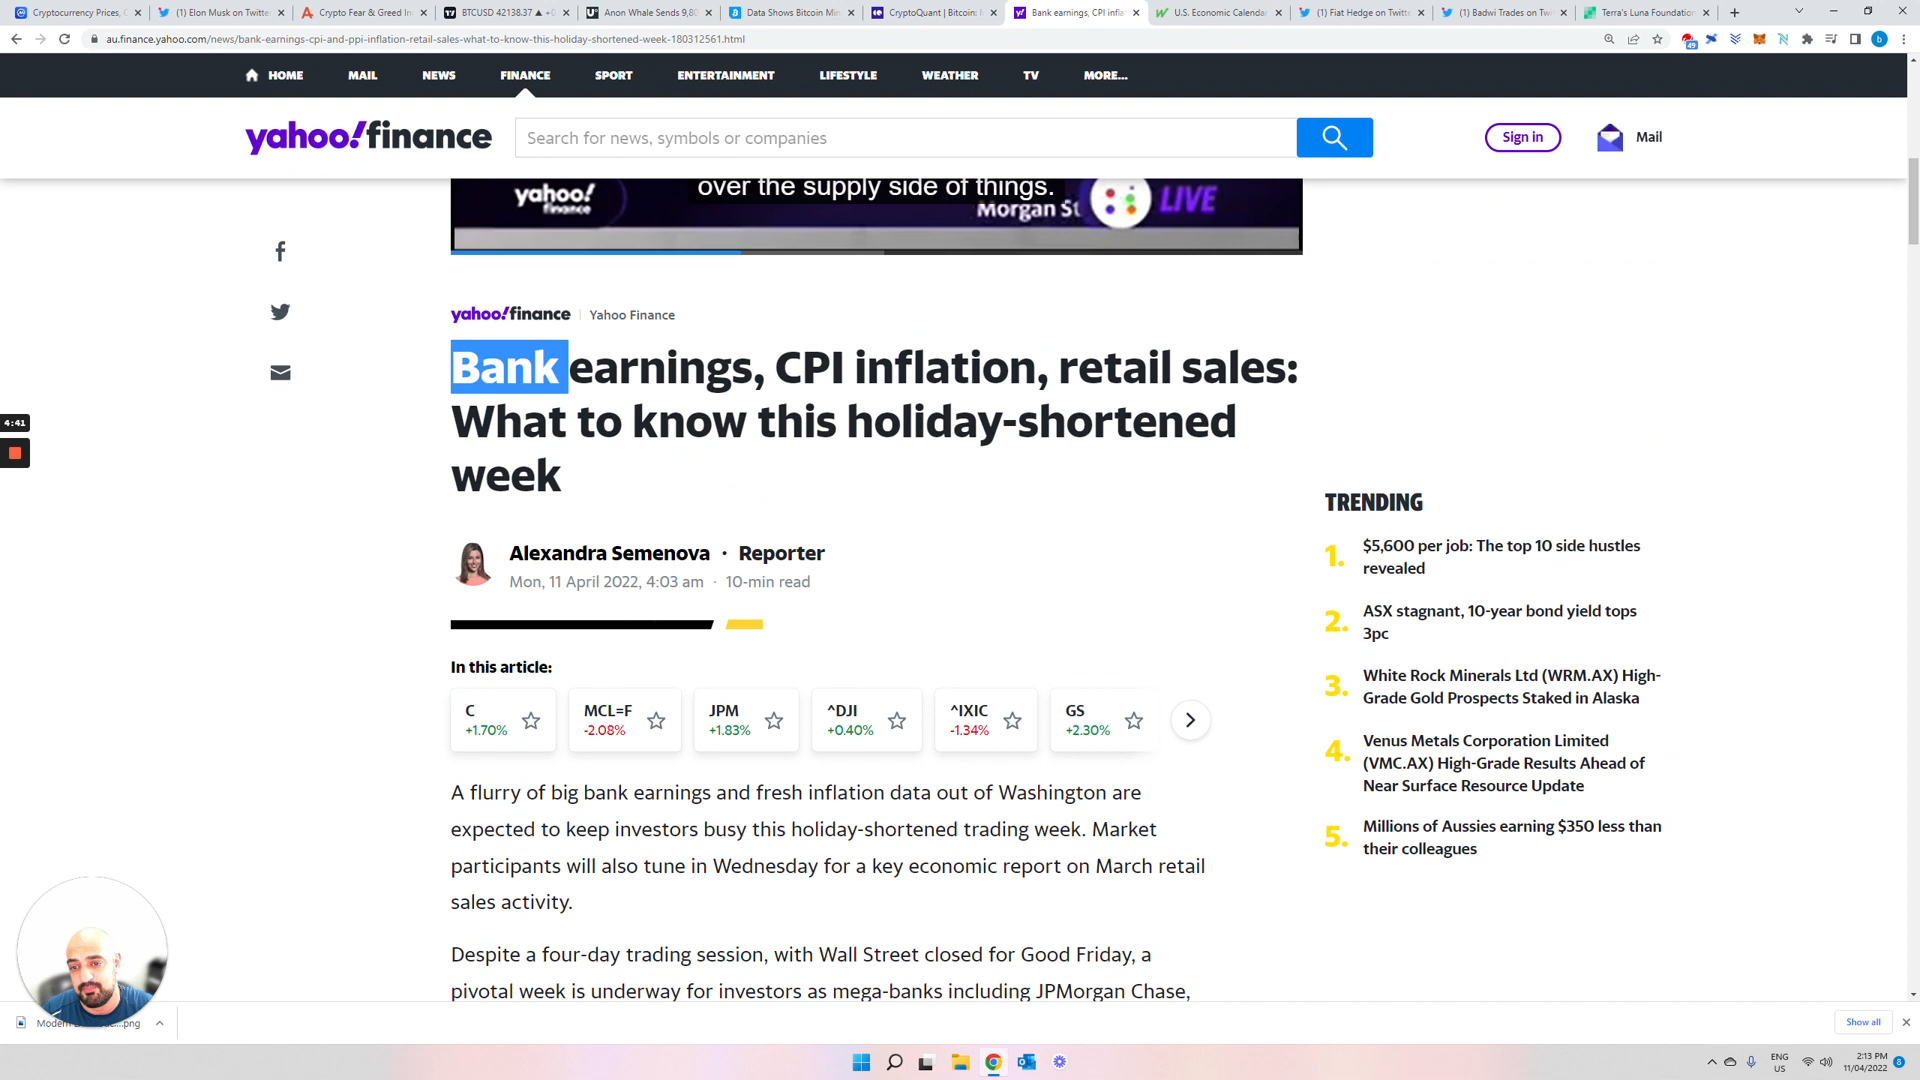 Cryptocurrency Prices, C
(1) Elon Musk on Twitte
Crypto Fear & Greed In
BTCUSD 42138.37 ▲ +0
Anon Whale Sends 9,80
Data Shows Bitcoin Min
CryptoQuant | Bitcoin: N
Bank earnings, CPI infla
U.S. Economic Calenda
(1) Fiat Hedge on Twitte
(1) Badwi Trades on Twi
Terra's Luna Foundation
au.finance.yahoo.com/news/bank-earnings-cpi-and-ppi-inflation-retail-sales-what-to-know-this-holiday-shortened-week-180312561.html
49
b
HOME MAIL NEWS FINANCE SPORT ENTERTAINMENT LIFESTYLE WEATHER TV MORE...
yahoo!finance
Search for news, symbols or companies
Sign in
Mail
over the supply side of things.
yahoo!
finance
Morgan St
LIVE
yahoo!finance | Yahoo Finance
Bank earnings, CPI inflation, retail sales:
What to know this holiday-shortened
week
4:41
Alexandra Semenova · Reporter
Mon, 11 April 2022, 4:03 am · 10-min read
In this article:
C
+1.70%
MCL=F
-2.08%
JPM
+1.83%
^DJI
+0.40%
^IXIC
-1.34%
GS
+2.30%
A flurry of big bank earnings and fresh inflation data out of Washington are
expected to keep investors busy this holiday-shortened trading week. Market
participants will also tune in Wednesday for a key economic report on March retail
sales activity.
Despite a four-day trading session, with Wall Street closed for Good Friday, a
pivotal week is underway for investors as mega-banks including JPMorgan Chase,
TRENDING
1. $5,600 per job: The top 10 side hustles
revealed
2. ASX stagnant, 10-year bond yield tops
3pc
3. White Rock Minerals Ltd (WRM.AX) High-
Grade Gold Prospects Staked in Alaska
4. Venus Metals Corporation Limited
(VMC.AX) High-Grade Results Ahead of
Near Surface Resource Update
5. Millions of Aussies earning $350 less than
their colleagues
Show all
ENG
US
2:13 PM
11/04/2022
8